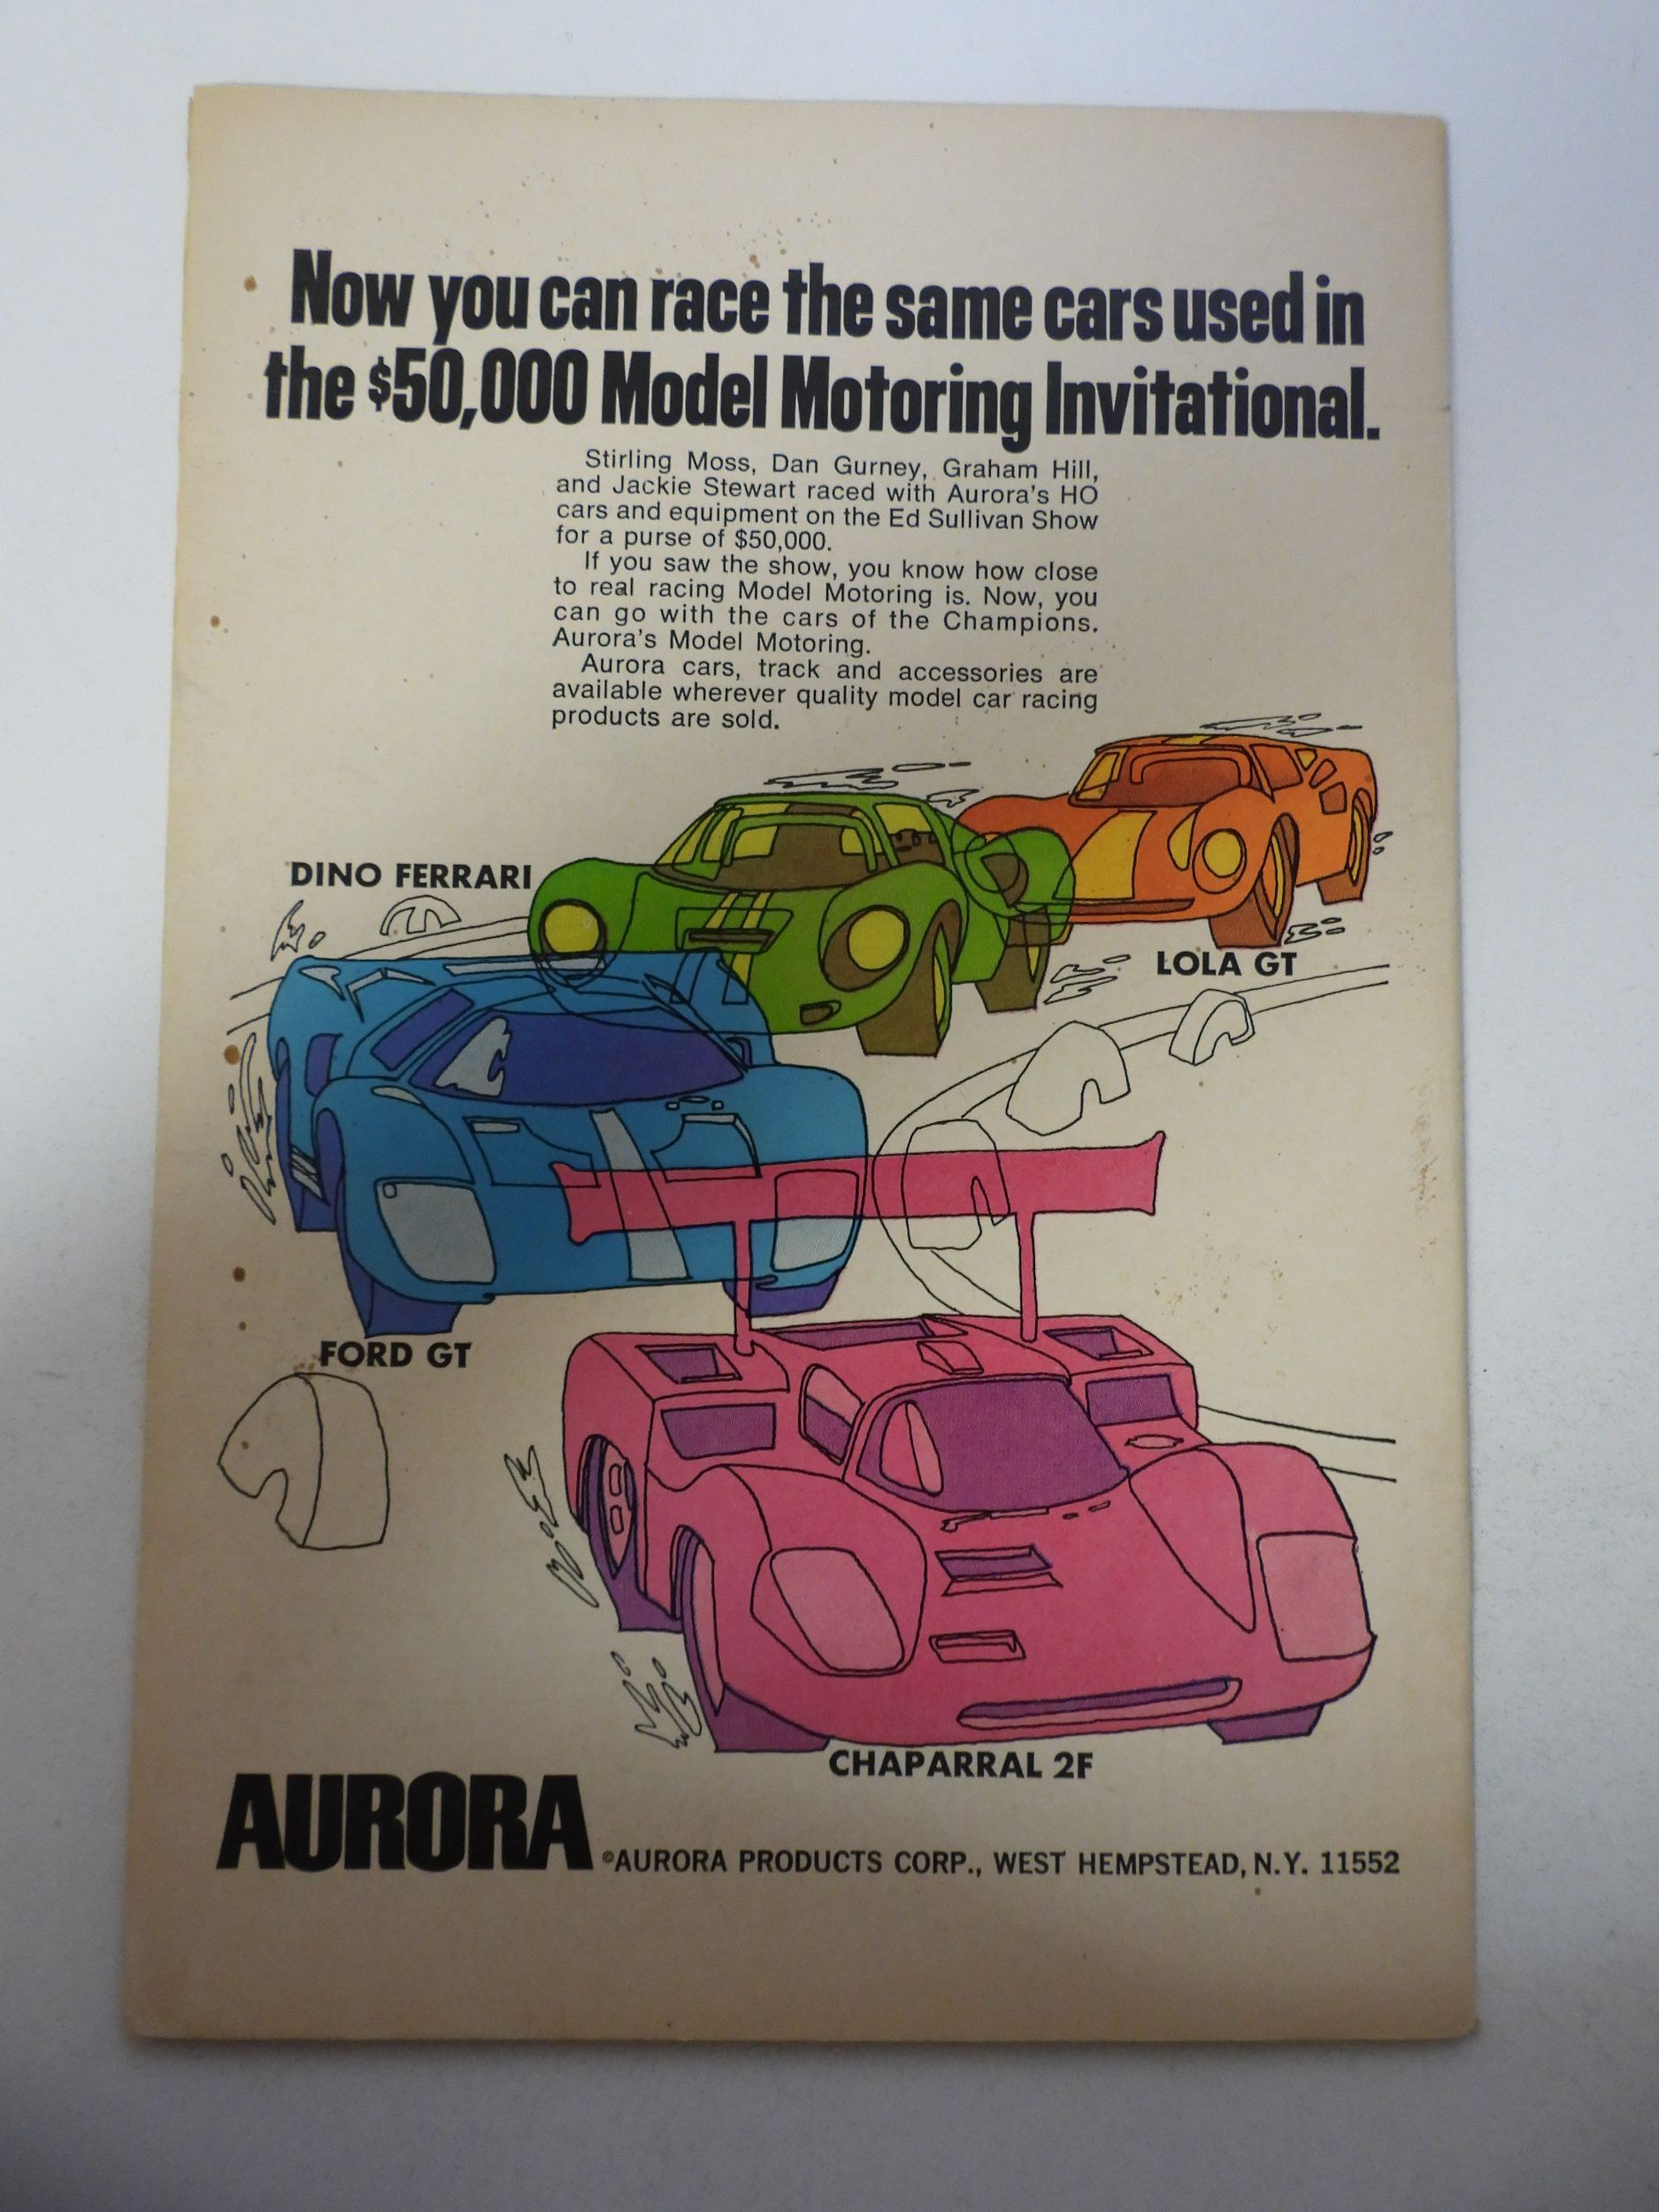 Now you can race the same cars used in
the $50,000 Model Motoring Invitational.
Stirling Moss, Dan Gurney, Graham Hill,
and Jackie Stewart raced with Aurora's HO
cars and equipment on the Ed Sullivan Show
for a purse of $50,000.
If you saw the show, you know how close
to real racing Model Motoring is. Now, you
can go with the cars of the Champions.
Aurora's Model Motoring.
Aurora cars, track and accessories are
available wherever quality model car racing
products are sold.
DINO FERRARI
LOLA GT
FORD GT
CHAPARRAL 2F
AURORA
©AURORA PRODUCTS CORP., WEST HEMPSTEAD, N.Y. 11552